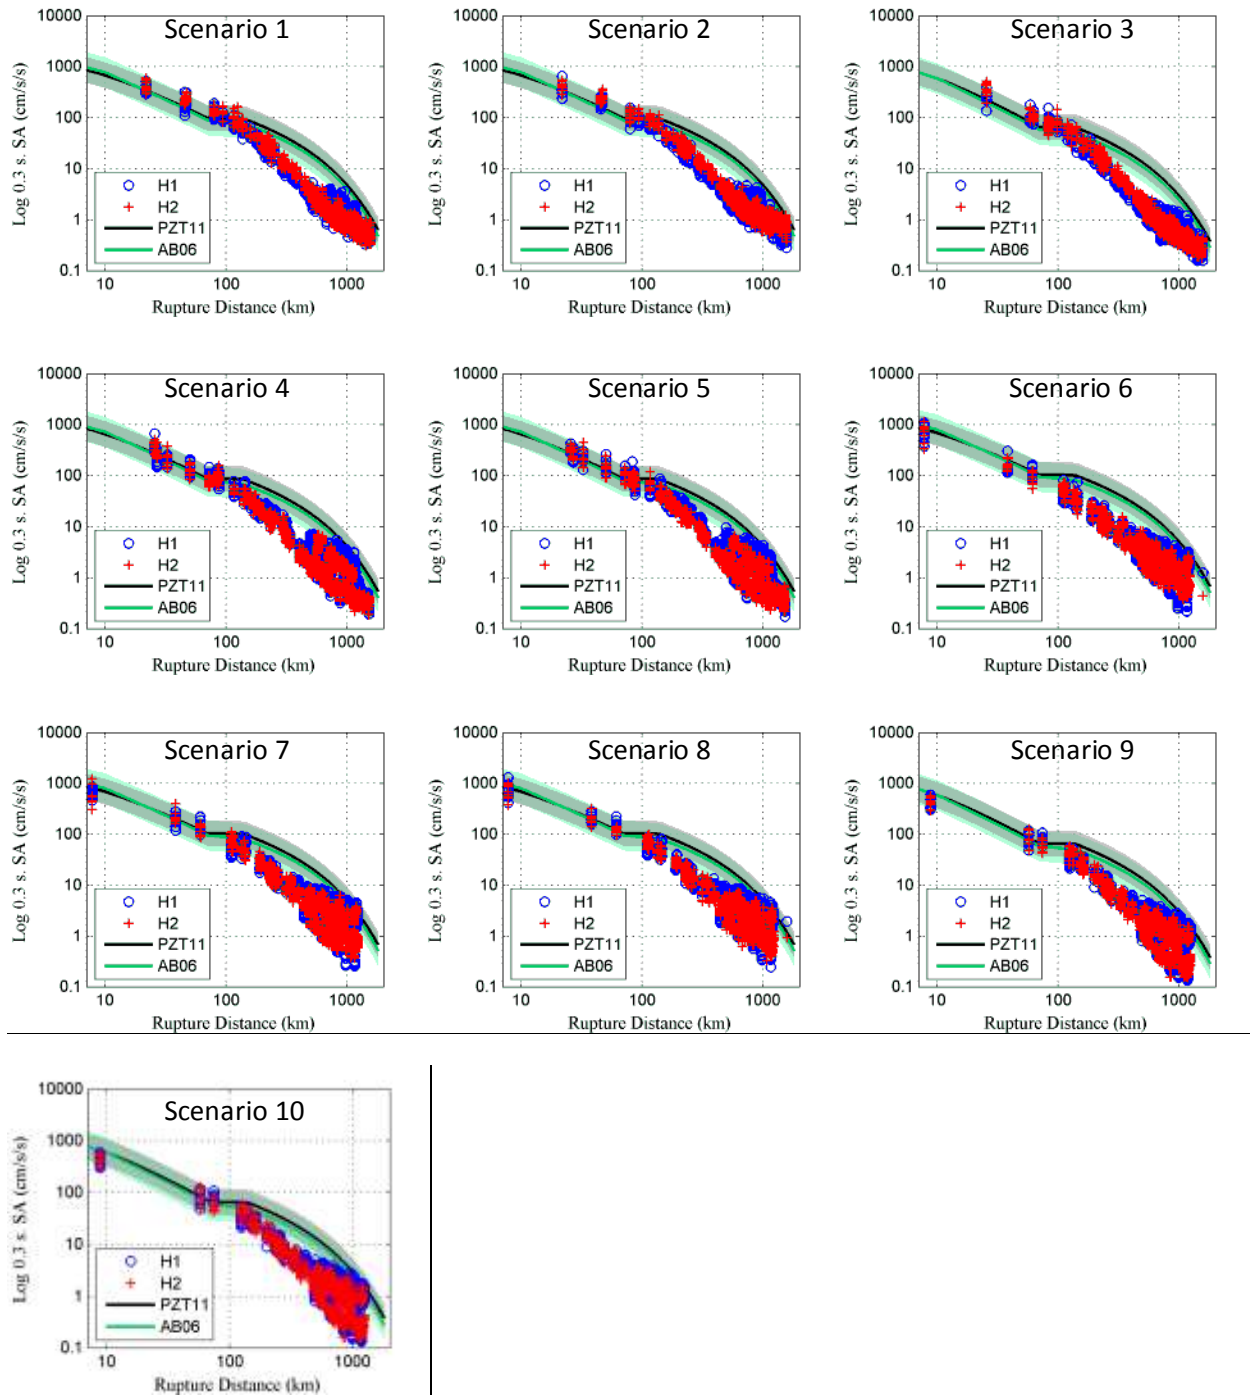 Scenario 1
10000
1000
100
10
1
0.1
Log 0.3 s. SA (cm/s/s)
H1
H2
PZT11
AB06
10 100 1000
Rupture Distance (km)
Scenario 2
10000
1000
100
10
1
0.1
Log 0.3 s. SA (cm/s/s)
H1
H2
PZT11
AB06
10 100 1000
Rupture Distance (km)
Scenario 3
10000
1000
100
10
1
0.1
Log 0.3 s. SA (cm/s/s)
H1
H2
PZT11
AB06
10 100 1000
Rupture Distance (km)
Scenario 4
10000
1000
100
10
1
0.1
Log 0.3 s. SA (cm/s/s)
H1
H2
PZT11
AB06
10 100 1000
Rupture Distance (km)
Scenario 5
10000
1000
100
10
1
0.1
Log 0.3 s. SA (cm/s/s)
H1
H2
PZT11
AB06
10 100 1000
Rupture Distance (km)
Scenario 6
10000
1000
100
10
1
0.1
Log 0.3 s. SA (cm/s/s)
H1
H2
PZT11
AB06
10 100 1000
Rupture Distance (km)
Scenario 7
10000
1000
100
10
1
0.1
Log 0.3 s. SA (cm/s/s)
H1
H2
PZT11
AB06
10 100 1000
Rupture Distance (km)
Scenario 8
10000
1000
100
10
1
0.1
Log 0.3 s. SA (cm/s/s)
H1
H2
PZT11
AB06
10 100 1000
Rupture Distance (km)
Scenario 9
10000
1000
100
10
1
0.1
Log 0.3 s. SA (cm/s/s)
H1
H2
PZT11
AB06
10 100 1000
Rupture Distance (km)
Scenario 10
10000
1000
100
10
1
0.1
Log 0.3 s. SA (cm/s/s)
H1
H2
PZT11
AB06
10 100 1000
Rupture Distance (km)